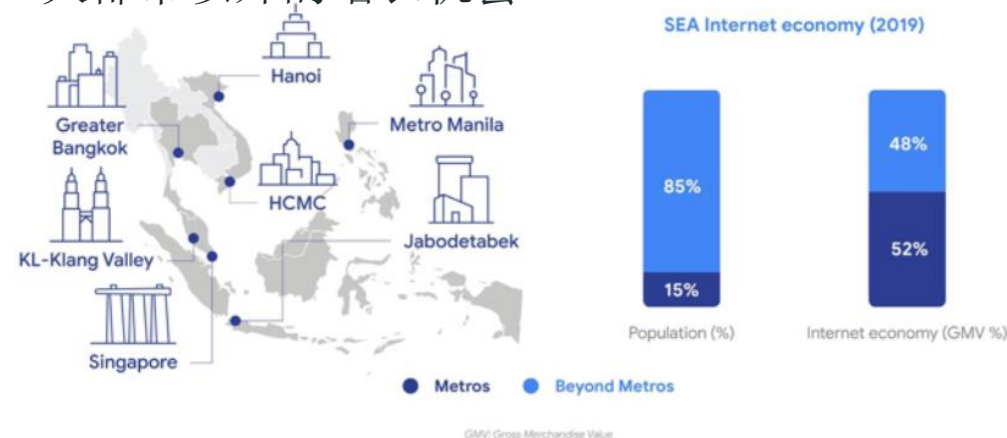 SEA Internet economy (2019)
Hanoi
Greater
Bangkok
Metro Manila
HCMC
Jabodetabek
KL-Klang Valley
Singapore
85%
15%
Population (%)
48%
52%
Internet economy (GMV %)
Metros
Beyond Metros
GMV: Gross Merchandise Value